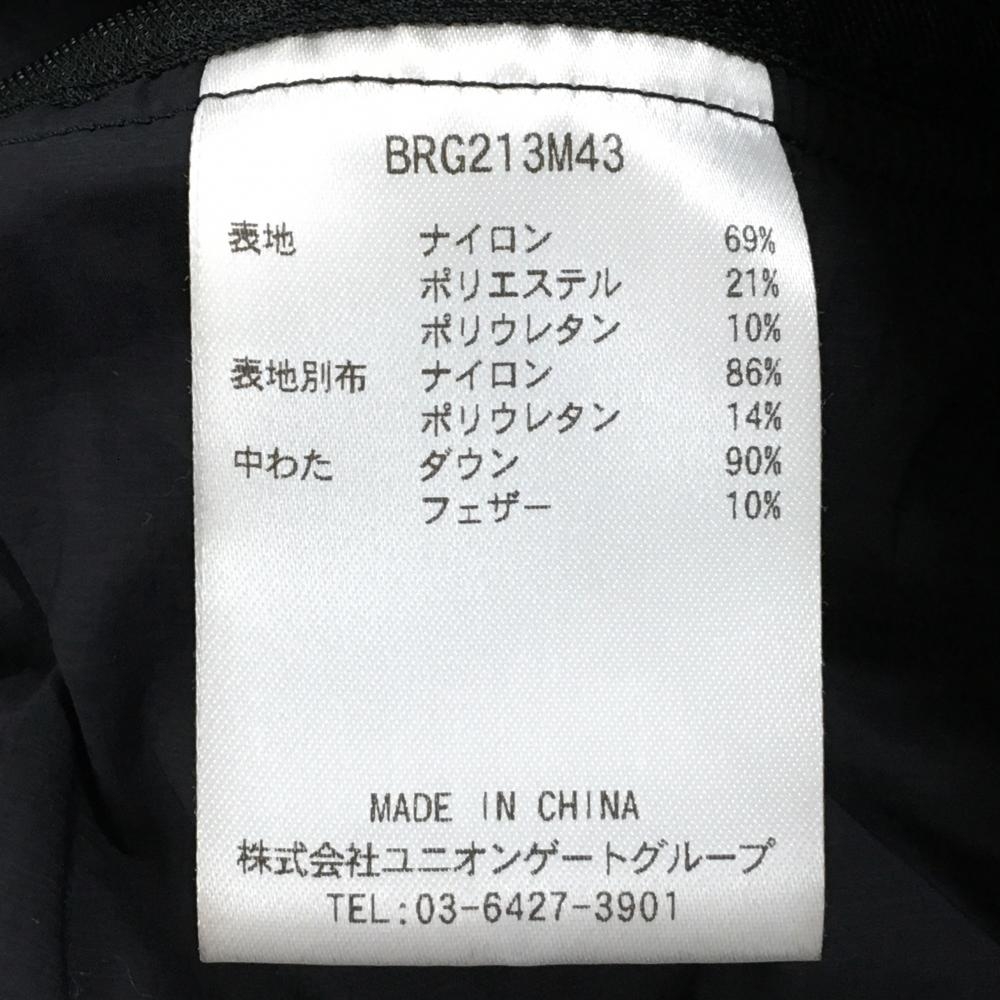 BRG213M43
表地 ナイロン 69%
ポリエステル 21%
ポリウレタン 10%
表地別布 ナイロン 86%
ポリウレタン 14%
中わた ダウン 90%
フェザー 10%
MADE IN CHINA
株式会社ユニオンゲートグループ
TEL:03-6427-3901